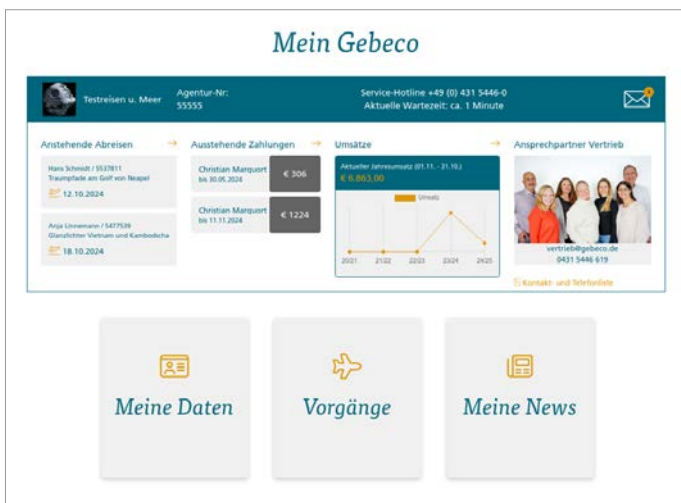 Mein Gebeco
Testreisen u. Meer
Agentur-Nr:
55555
Service-Hotline +49 (0) 431 5446-0
Aktuelle Wartezeit: ca. 1 Minute
Anstehende Abreisen →
Hans Schmidt / 5537811
Traumpfade am Golf von Neapel
12.10.2024
Anja Linnemann / 5477539
Glanzlichter Vietnam und Kambodscha
18.10.2024
Ausstehende Zahlungen →
Christian Marquort
bis 30.05.2024
€ 306
Christian Marquort
bis 11.11.2024
€ 1224
Umsätze →
Aktueller Jahresumsatz (01.11. - 31.10.)
€ 6.863,00
Umsatz
20/21 21/22 22/23 23/24 24/25
Ansprechpartner Vertrieb
vertrieb@gebeco.de
0431 5446 619
Kontakt- und Telefonliste
Meine Daten
Vorgänge
Meine News